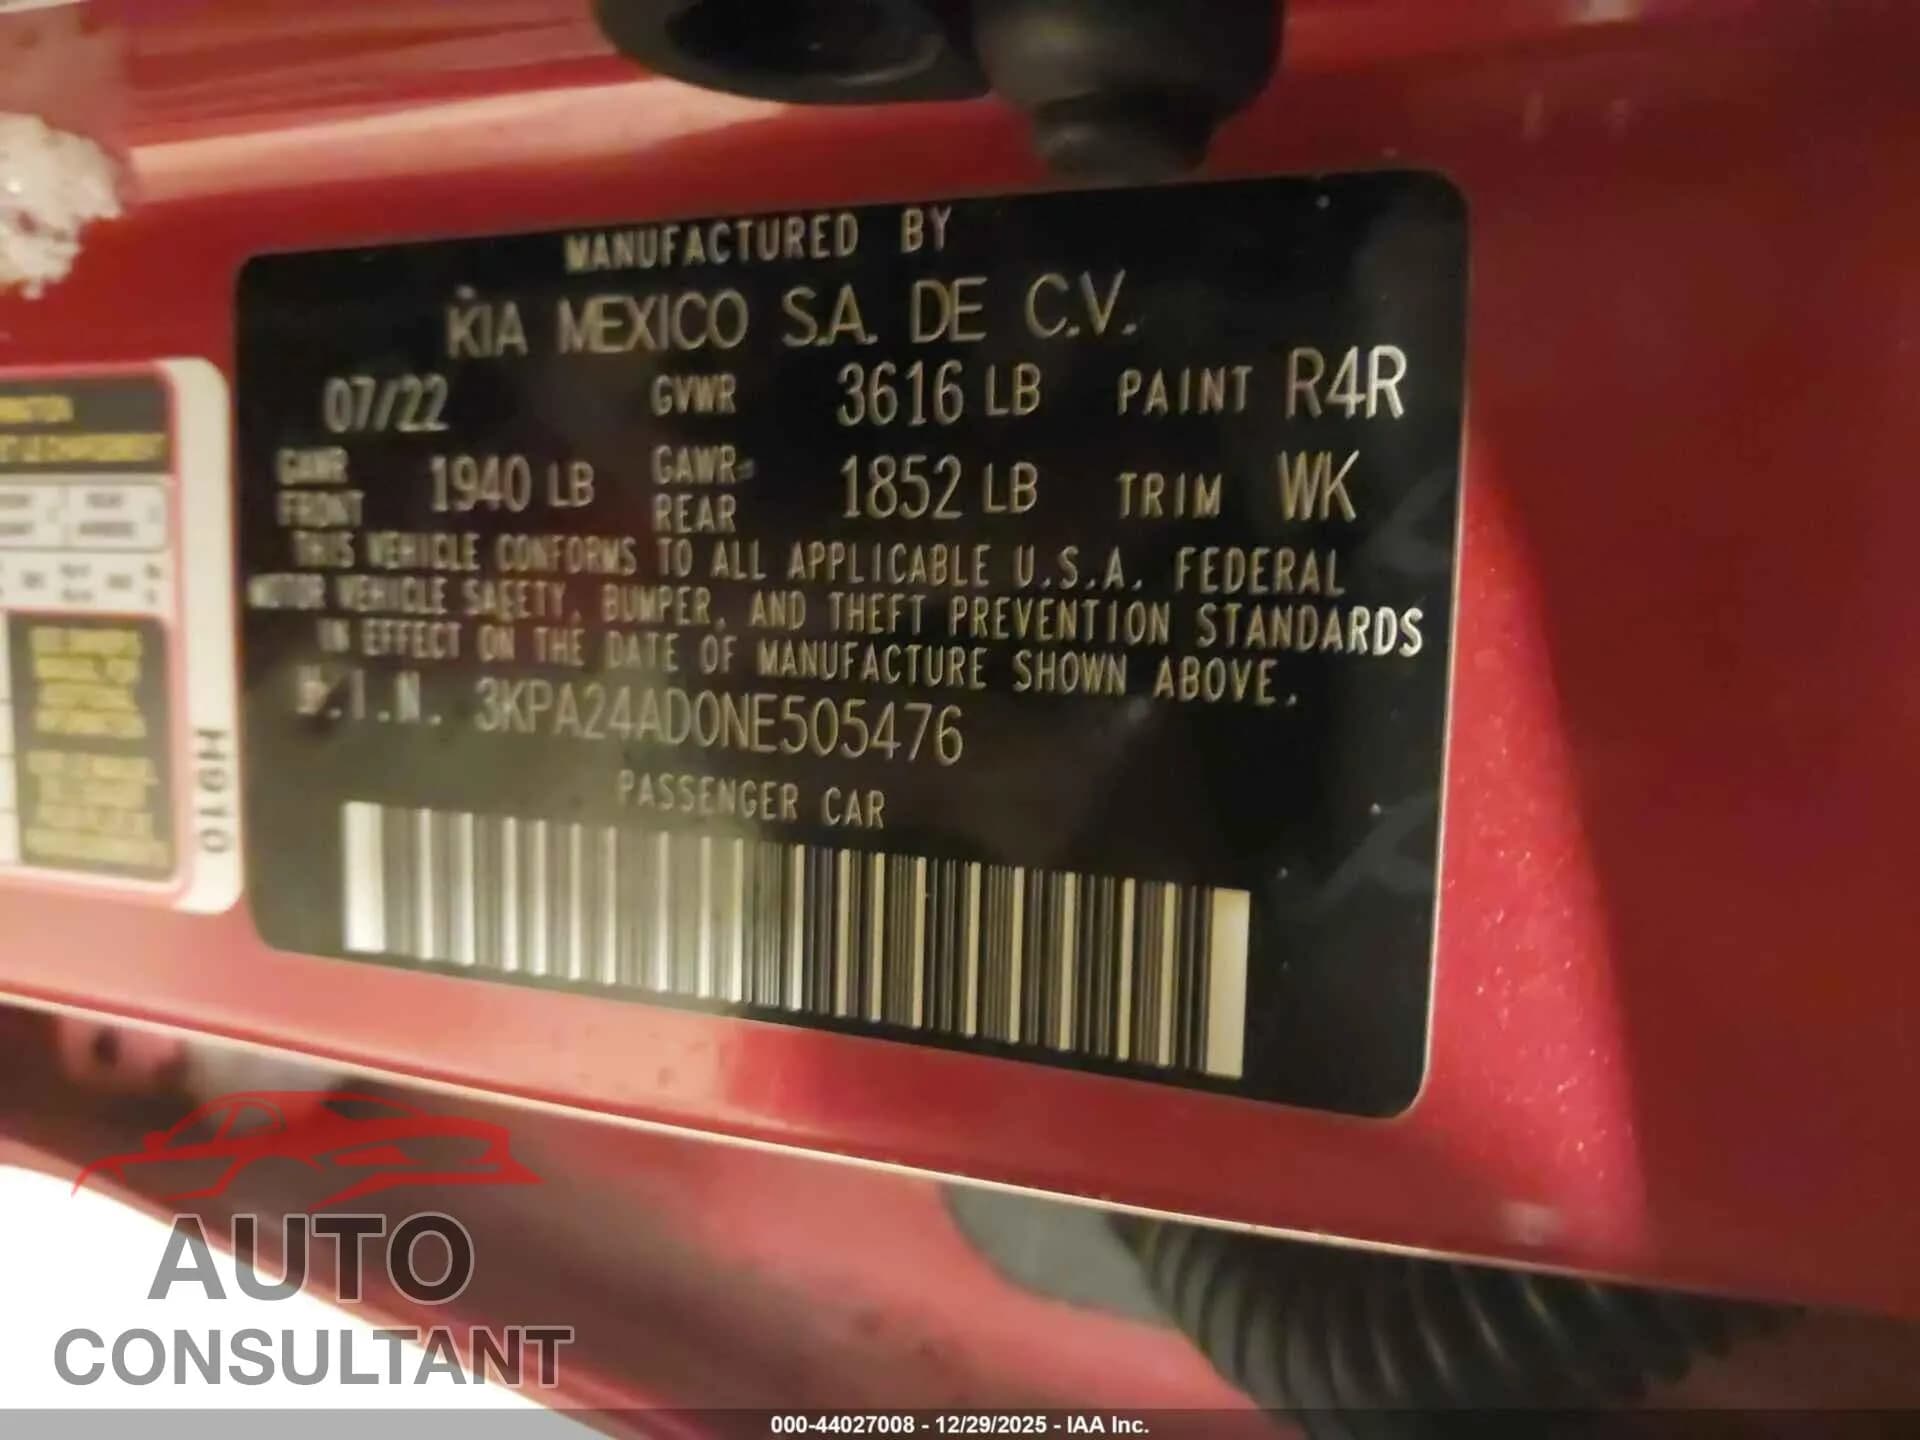 MANUFACTURED BY
KIA MEXICO S.A. DE C.V.
07/22 GVWR 3616 LB PAINT R4R
GAWR FRONT 1940 LB GAWR REAR 1852 LB TRIM WK
THIS VEHICLE CONFORMS TO ALL APPLICABLE U.S.A. FEDERAL
MOTOR VEHICLE SAFETY, BUMPER, AND THEFT PREVENTION STANDARDS
IN EFFECT ON THE DATE OF MANUFACTURE SHOWN ABOVE.
V.I.N. 3KPA24AD0NE505476
PASSENGER CAR
H910
AUTO
CONSULTANT
000-44027008 - 12/29/2025 - IAA Inc.